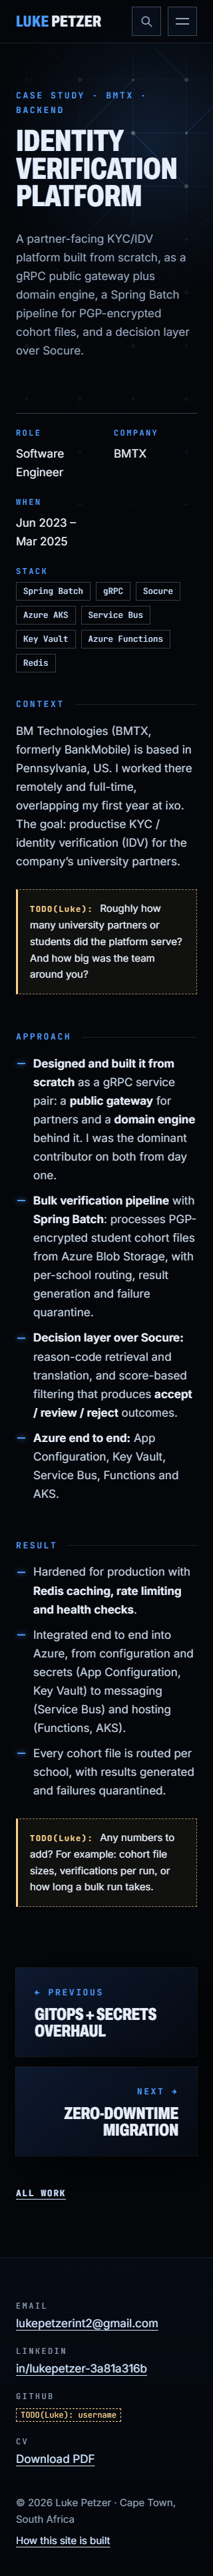 LUKE PETZER
CASE STUDY · BMTX ·
BACKEND
IDENTITY
VERIFICATION
PLATFORM
A partner-facing KYC/IDV
platform built from scratch, as a
gRPC public gateway plus
domain engine, a Spring Batch
pipeline for PGP-encrypted
cohort files, and a decision layer
over Socure.
ROLE
Software
Engineer
COMPANY
BMTX
WHEN
Jun 2023 –
Mar 2025
STACK
Spring Batch gRPC Socure
Azure AKS Service Bus
Key Vault Azure Functions
Redis
CONTEXT
BM Technologies (BMTX,
formerly BankMobile) is based in
Pennsylvania, US. I worked there
remotely and full-time,
overlapping my first year at ixo.
The goal: productise KYC /
identity verification (IDV) for the
company’s university partners.
TODO(Luke): Roughly how
many university partners or
students did the platform serve?
And how big was the team
around you?
APPROACH
Designed and built it from
scratch as a gRPC service
pair: a public gateway for
partners and a domain engine
behind it. I was the dominant
contributor on both from day
one.
Bulk verification pipeline with
Spring Batch: processes PGP-
encrypted student cohort files
from Azure Blob Storage, with
per-school routing, result
generation and failure
quarantine.
Decision layer over Socure:
reason-code retrieval and
translation, and score-based
filtering that produces accept
/ review / reject outcomes.
Azure end to end: App
Configuration, Key Vault,
Service Bus, Functions and
AKS.
RESULT
Hardened for production with
Redis caching, rate limiting
and health checks.
Integrated end to end into
Azure, from configuration and
secrets (App Configuration,
Key Vault) to messaging
(Service Bus) and hosting
(Functions, AKS).
Every cohort file is routed per
school, with results generated
and failures quarantined.
TODO(Luke): Any numbers to
add? For example: cohort file
sizes, verifications per run, or
how long a bulk run takes.
← PREVIOUS
GITOPS + SECRETS
OVERHAUL
NEXT →
ZERO-DOWNTIME
MIGRATION
ALL WORK
EMAIL
lukepetzerint2@gmail.com
LINKEDIN
in/lukepetzer-3a81a316b
GITHUB
TODO(Luke): username
CV
Download PDF
© 2026 Luke Petzer · Cape Town,
South Africa
How this site is built